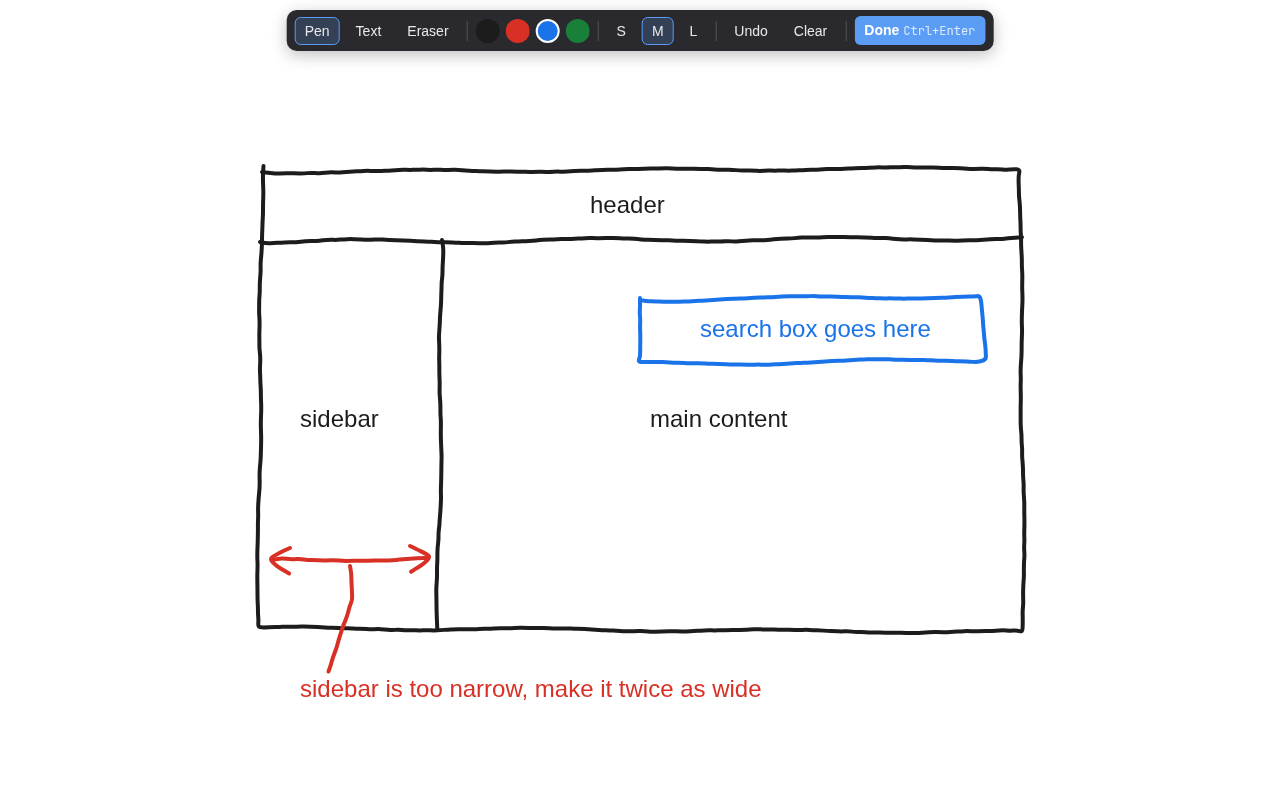 Pen Text Eraser S M L Undo Clear Done Ctrl+Enter
header
search box goes here
sidebar
main content
sidebar is too narrow, make it twice as wide